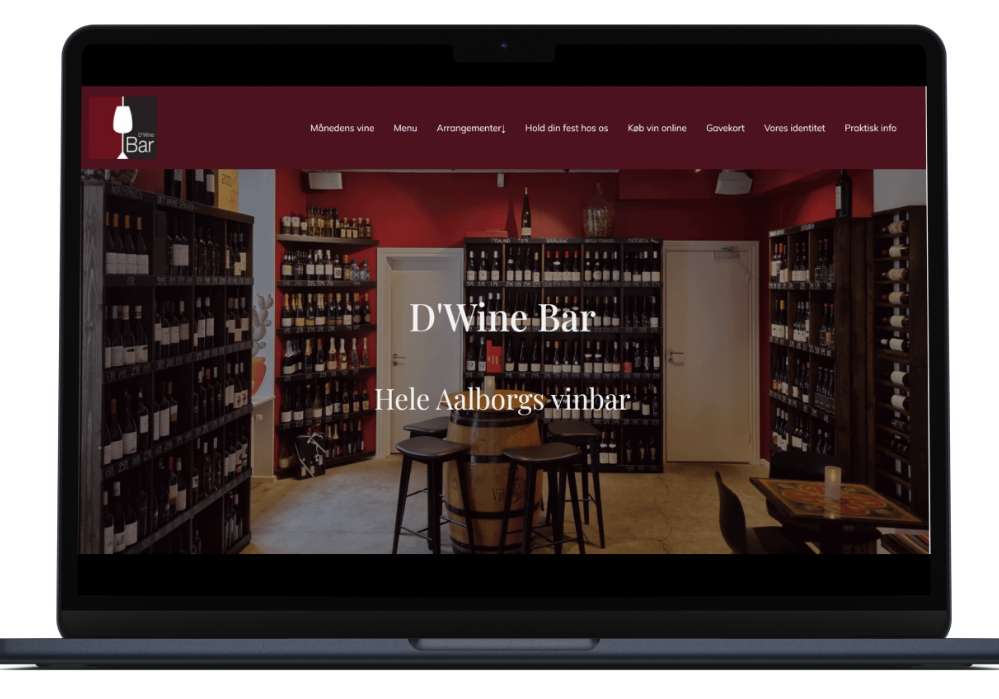 D'Wine
Bar
Månedens vine
Menu
Arrangementer↓
Hold din fest hos os
Køb vin online
Gavekort
Vores identitet
Praktisk info
D'Wine Bar
Hele Aalborgs vinbar